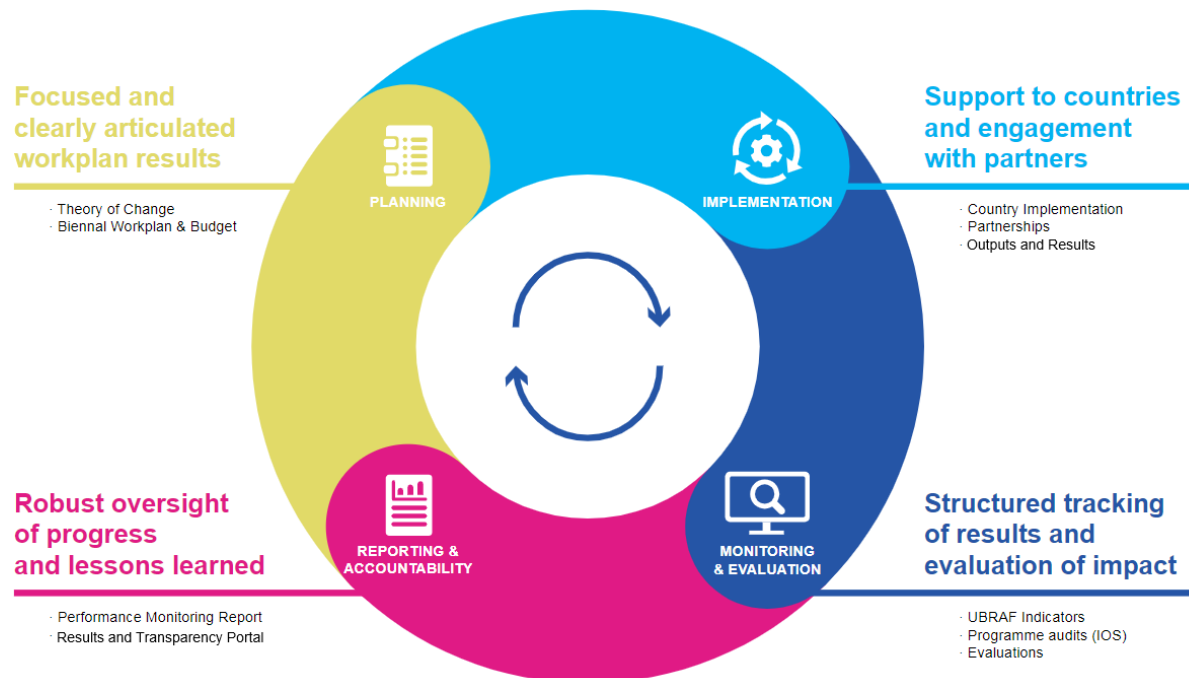 Focused and
clearly articulated
workplan results
· Theory of Change
· Biennal Workplan & Budget
PLANNING
IMPLEMENTATION
Support to countries
and engagement
with partners
· Country Implementation
· Partnerships
· Outputs and Results
Robust oversight
of progress
and lessons learned
· Performance Monitoring Report
· Results and Transparency Portal
REPORTING &
ACCOUNTABILITY
MONITORING
& EVALUATION
Structured tracking
of results and
evaluation of impact
· UBRAF Indicators
· Programme audits (IOS)
· Evaluations